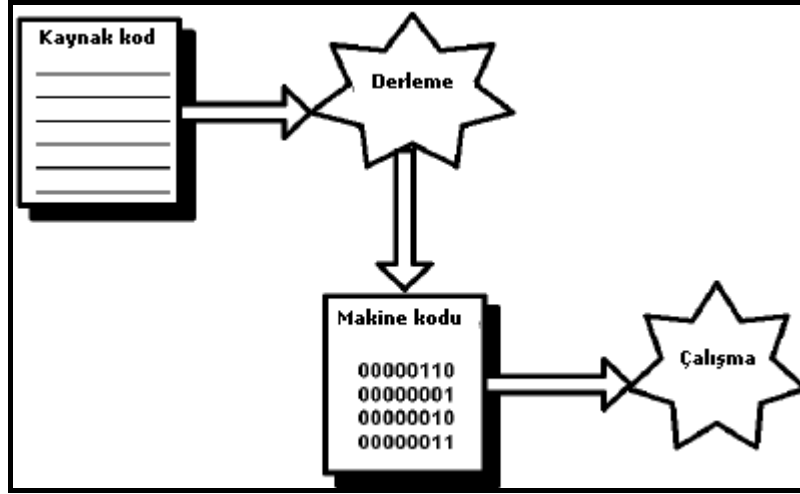 Kaynak kod
Derleme
Makine kodu
00000110
00000001
00000010
00000011
Çalışma